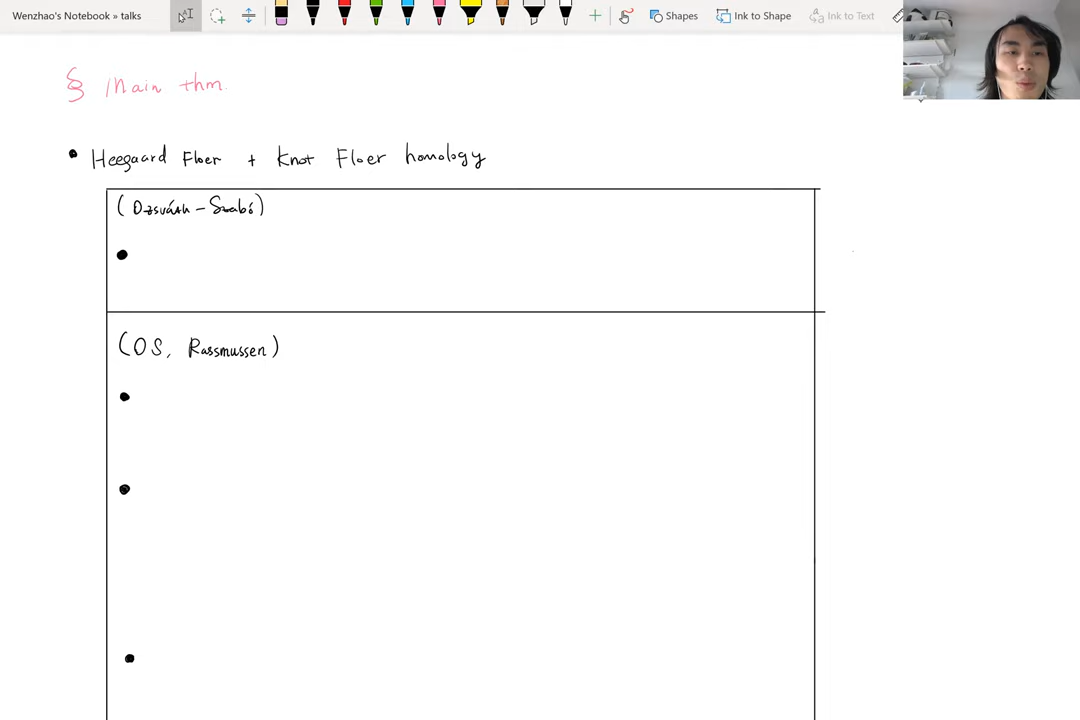 Wenzhao's Notebook » talks
Shapes
Ink to Shape
Ink to Text
§ Main thm.
• Heegaard Floer + Knot Floer homology
(Ozsváth – Szabó)
(OS, Rassmussen)